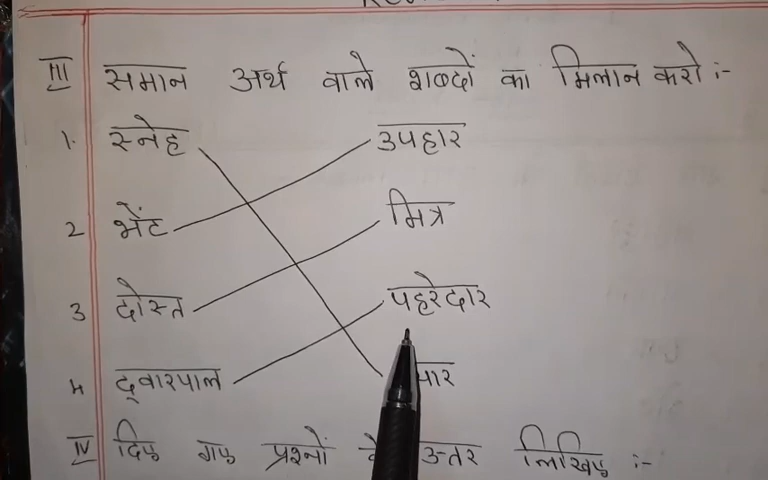 III समान अर्थ वाले शब्दों का मिलान करो :-
1. स्नेह उपहार
2 भेंट मित्र
3 दोस्त पहरेदार
4 द्वारपाल
IV दिए गए प्रश्नों उत्तर लिखिए :-